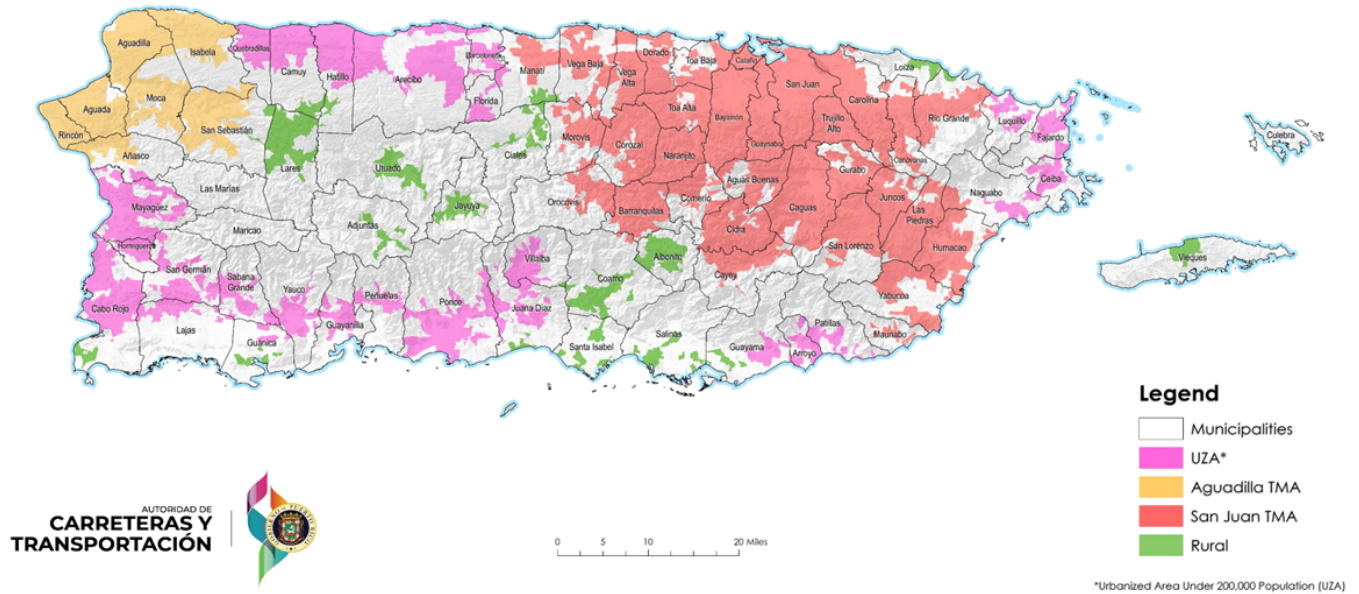 Aguadilla
Isabela
Quebradillas
Camuy
Hatillo
Arecibo
Barceloneta
Manatí
Vega Baja
Vega
Alta
Dorado
Toa Baja
Cataño
San Juan
Loíza
Aguada
Moca
San Sebastián
Florida
Toa Alta
Bayamón
Trujillo
Alto
Carolina
Río Grande
Luquillo
Fajardo
Culebra
Rincón
Añasco
Lares
Utuado
Ciales
Morovis
Corozal
Naranjito
Guaynabo
Canóvanas
Ceiba
Las Marías
Mayagüez
Maricao
Adjuntas
Jayuya
Orocovis
Barranquitas
Comerío
Aguas Buenas
Cidra
Caguas
Gurabo
Juncos
Las
Piedras
Naguabo
Humacao
Hormigueros
San Germán
Sabana
Grande
Yauco
Peñuelas
Ponce
Villalba
Juana Díaz
Coamo
Aibonito
Cayey
San Lorenzo
Yabucoa
Vieques
Cabo Rojo
Lajas
Guánica
Guayanilla
Santa Isabel
Salinas
Guayama
Arroyo
Patillas
Maunabo
Legend
Municipalities
UZA*
Aguadilla TMA
San Juan TMA
Rural
AUTORIDAD DE
CARRETERAS Y
TRANSPORTACIÓN
0 5 10 20 Miles
*Urbanized Area Under 200,000 Population (UZA)